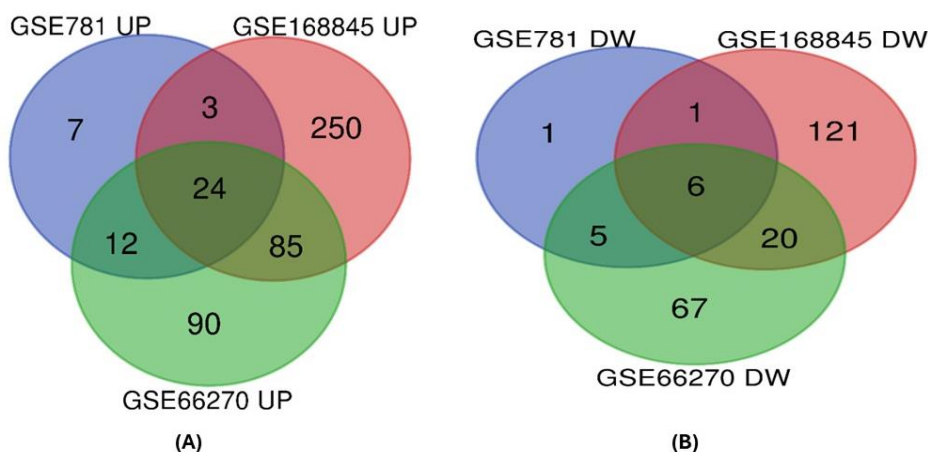 GSE781 UP
GSE168845 UP
7
3
250
24
12
85
90
GSE66270 UP
(A)
GSE781 DW
GSE168845 DW
1
1
121
6
5
20
67
GSE66270 DW
(B)